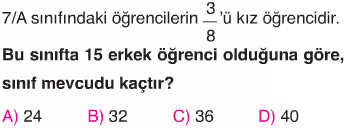 7/A sınıfındaki öğrencilerin 3/8 'ü kız öğrencidir.
Bu sınıfta 15 erkek öğrenci olduğuna göre,
sınıf mevcudu kaçtır?
A) 24 B) 32 C) 36 D) 40